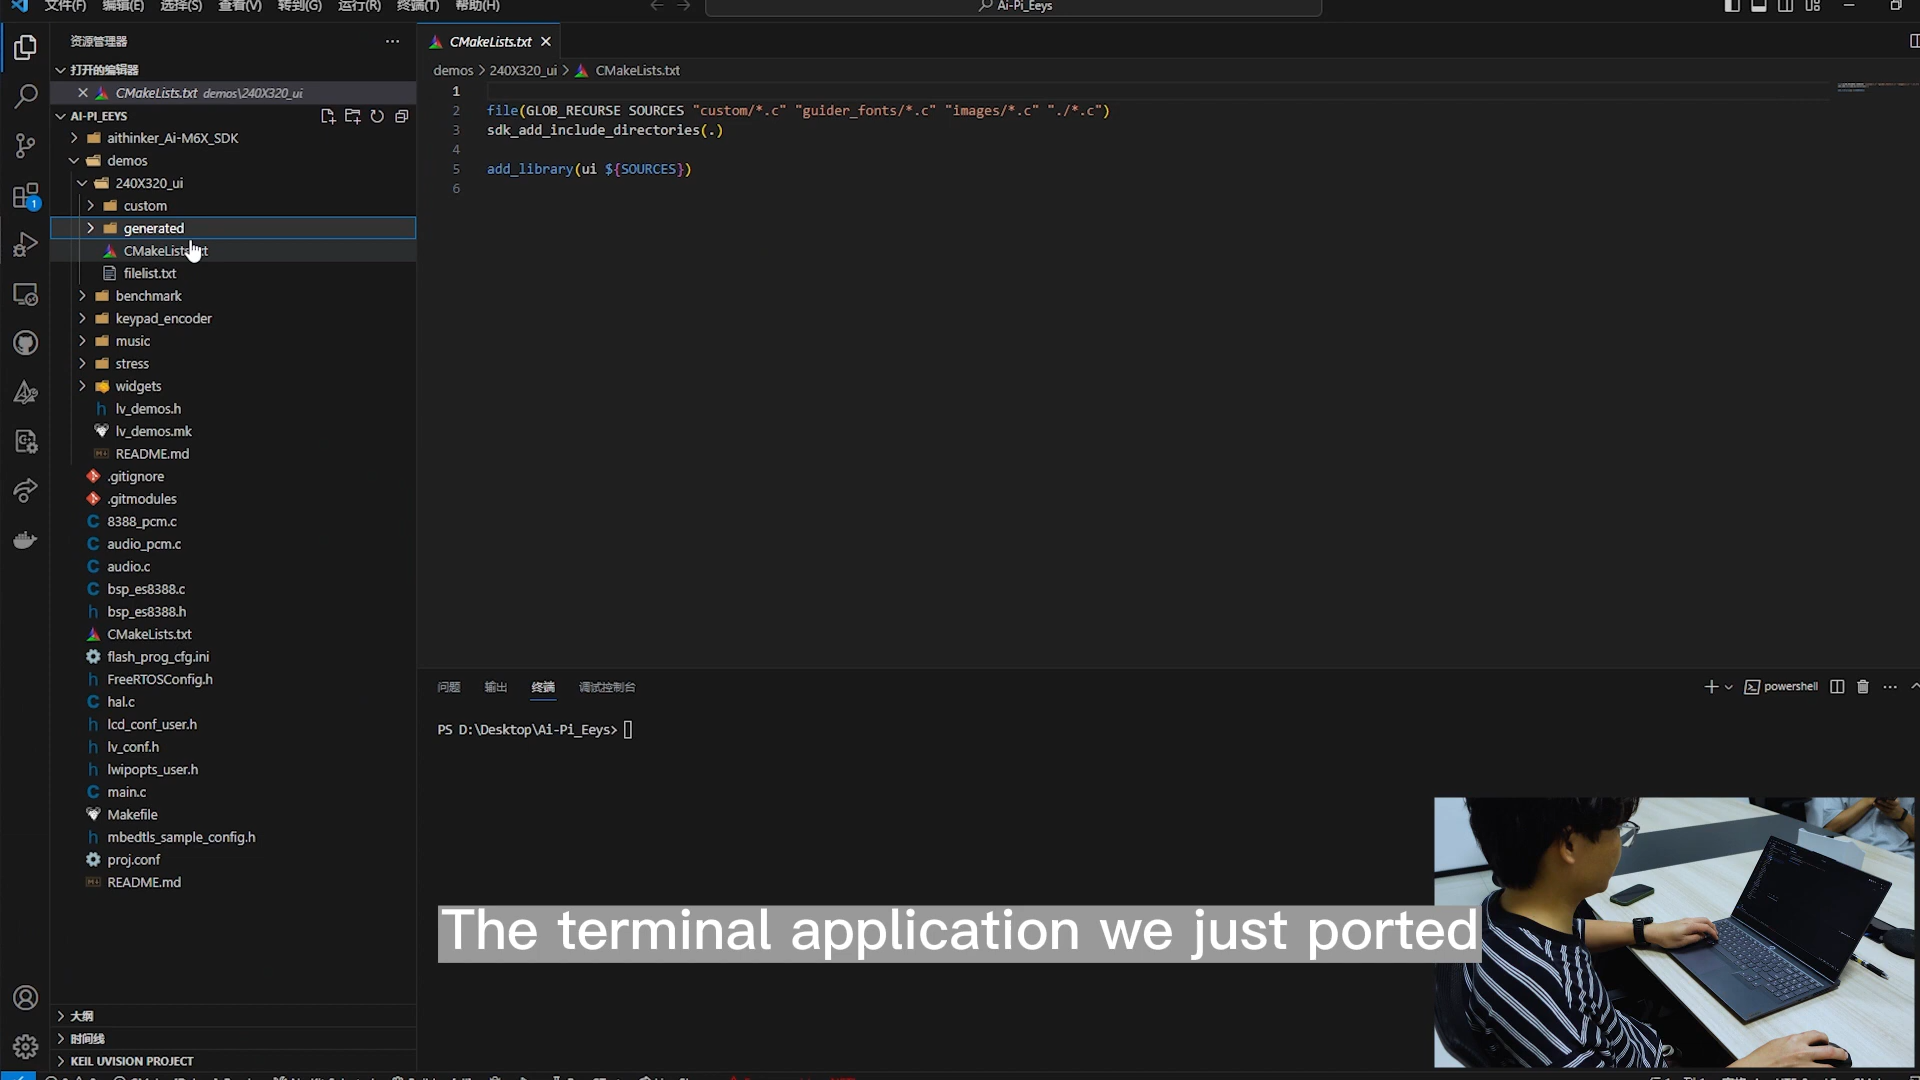 文件(F) 编辑(E) 选择(S) 查看(V) 转到(G) 运行(R) 终端(T) 帮助(H)
Ai-Pi_Eeys
资源管理器
打开的编辑器
CMakeLists.txt demos\240X320_ui
AI-PI_EEYS
aithinker_Ai-M6X_SDK
demos
240X320_ui
custom
generated
CMakeLists.txt
filelist.txt
benchmark
keypad_encoder
music
stress
widgets
lv_demos.h
lv_demos.mk
README.md
.gitignore
.gitmodules
8388_pcm.c
audio_pcm.c
audio.c
bsp_es8388.c
bsp_es8388.h
CMakeLists.txt
flash_prog_cfg.ini
FreeRTOSConfig.h
hal.c
lcd_conf_user.h
lv_conf.h
lwipopts_user.h
main.c
Makefile
mbedtls_sample_config.h
proj.conf
README.md
大纲
时间线
KEIL UVISION PROJECT
1
CMakeLists.txt
demos > 240X320_ui > CMakeLists.txt
1
2 file(GLOB_RECURSE SOURCES "custom/*.c" "guider_fonts/*.c" "images/*.c" "./*.c")
3 sdk_add_include_directories(.)
4
5 add_library(ui ${SOURCES})
6
问题 输出 终端 调试控制台
powershell
PS D:\Desktop\Ai-Pi_Eeys>
The terminal application we just ported